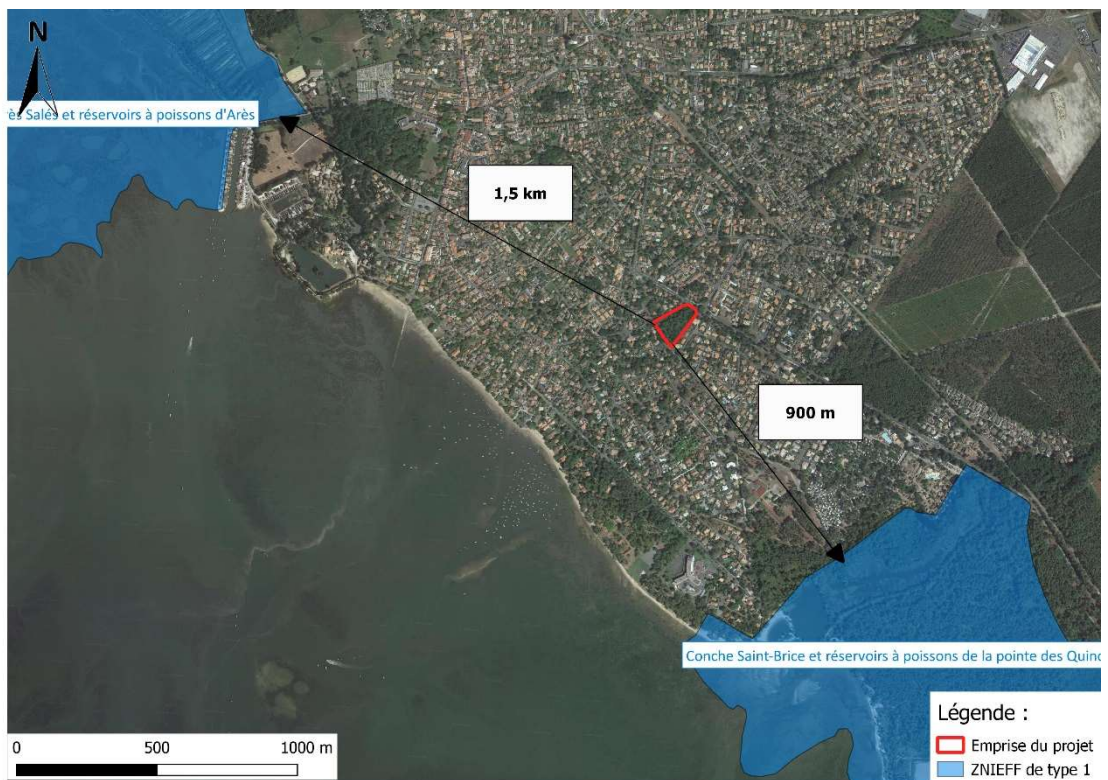 N
rès Salés et réservoirs à poissons d'Arès
1,5 km
900 m
Conche Saint-Brice et réservoirs à poissons de la pointe des Quinc
Légende :
Emprise du projet
ZNIEFF de type 1
0 500 1000 m